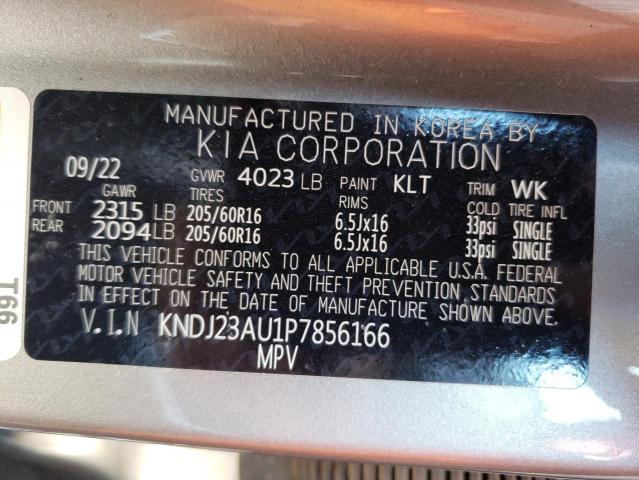 MANUFACTURED IN KOREA BY
KIA CORPORATION
09/22 GVWR 4023 LB PAINT KLT TRIM WK
GAWR TIRES RIMS COLD TIRE INFL
FRONT 2315 LB 205/60R16 6.5Jx16 33psi SINGLE
REAR 2094 LB 205/60R16 6.5Jx16 33psi SINGLE
THIS VEHICLE CONFORMS TO ALL APPLICABLE U.S.A. FEDERAL
MOTOR VEHICLE SAFETY AND THEFT PREVENTION STANDARDS
IN EFFECT ON THE DATE OF MANUFACTURE SHOWN ABOVE.
V.I.N KNDJ23AU1P7856166
MPV